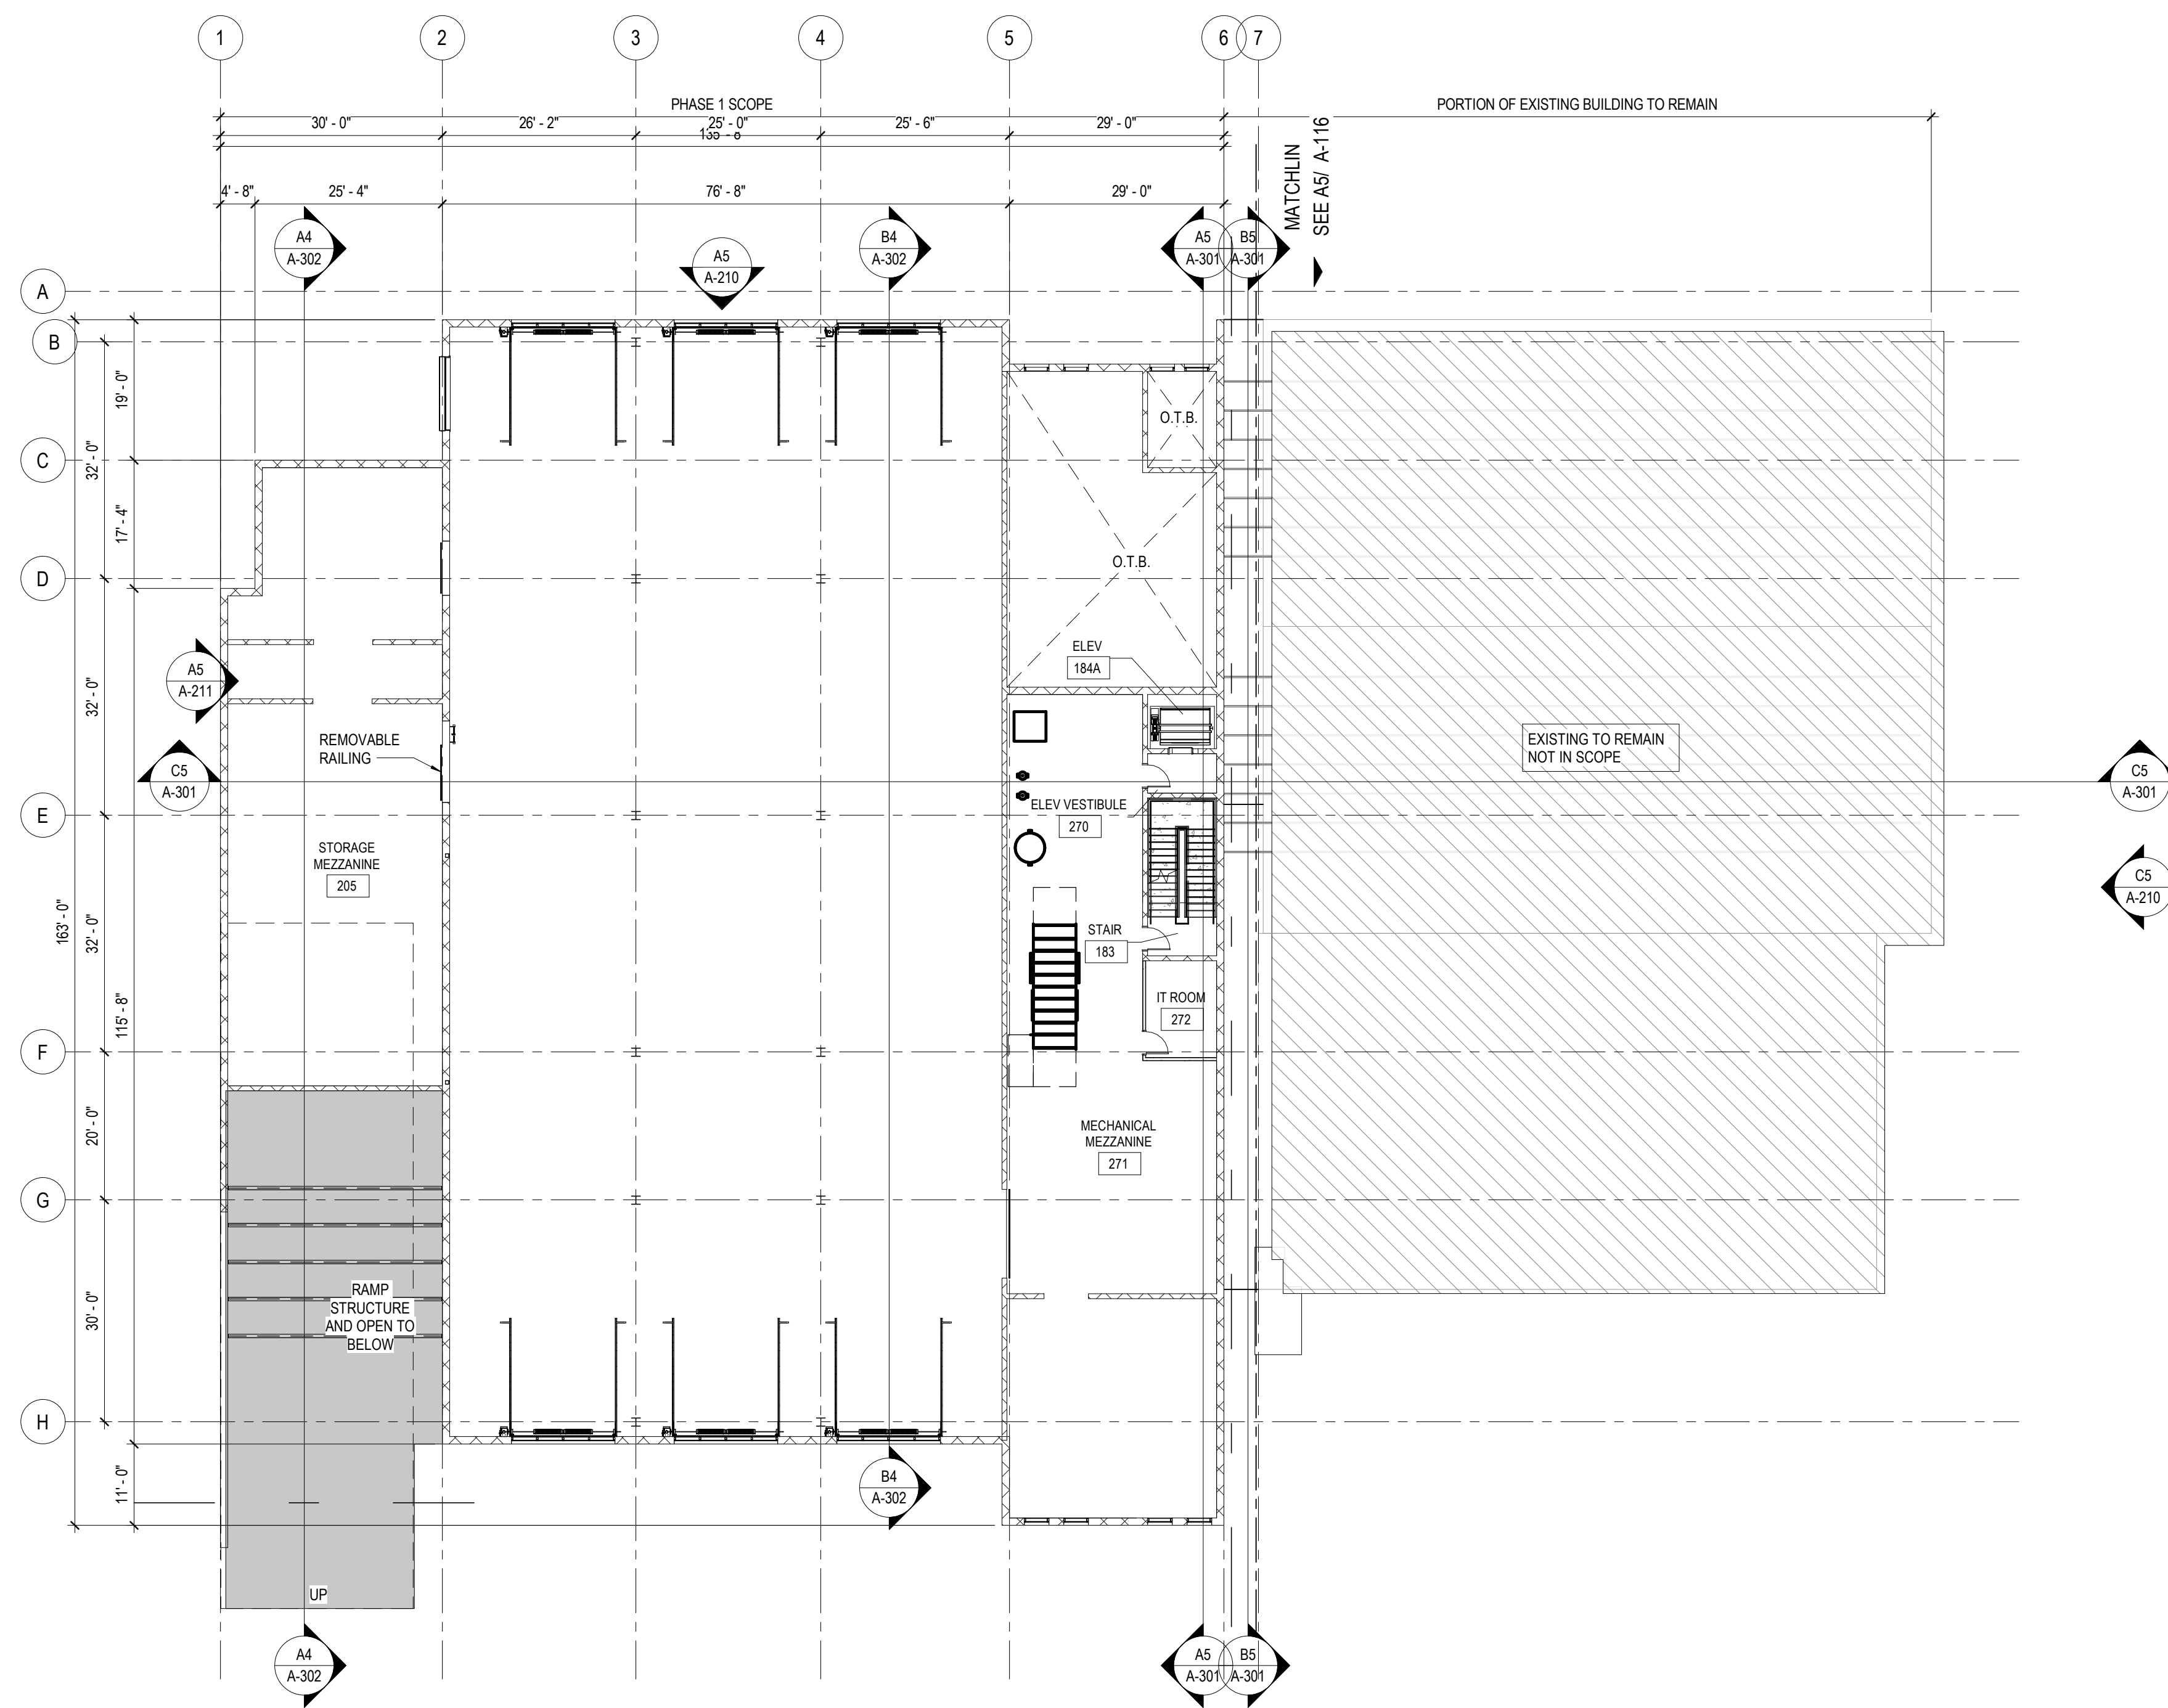 1
2
3
4
5
6
7
PHASE 1 SCOPE
PORTION OF EXISTING BUILDING TO REMAIN
30' - 0"
26' - 2"
25' - 0"
25' - 6"
29' - 0"
135 - 8
MATCHLIN
SEE A5/ A-116
4' - 8"
25' - 4"
76' - 8"
29' - 0"
A4
A-302
A5
A-210
B4
A-302
A5
A-301
B5
A-301
A
B
C
D
E
F
G
H
19' - 0"
32' - 0"
17' - 4"
32' - 0"
163' - 0"
32' - 0"
115' - 8"
20' - 0"
30' - 0"
11' - 0"
O.T.B.
O.T.B.
ELEV
184A
A5
A-211
REMOVABLE
RAILING
C5
A-301
EXISTING TO REMAIN
NOT IN SCOPE
C5
A-301
ELEV VESTIBULE
270
STORAGE
MEZZANINE
205
C5
A-210
STAIR
183
IT ROOM
272
MECHANICAL
MEZZANINE
271
RAMP
STRUCTURE
AND OPEN TO
BELOW
B4
A-302
UP
A4
A-302
A5
A-301
B5
A-301